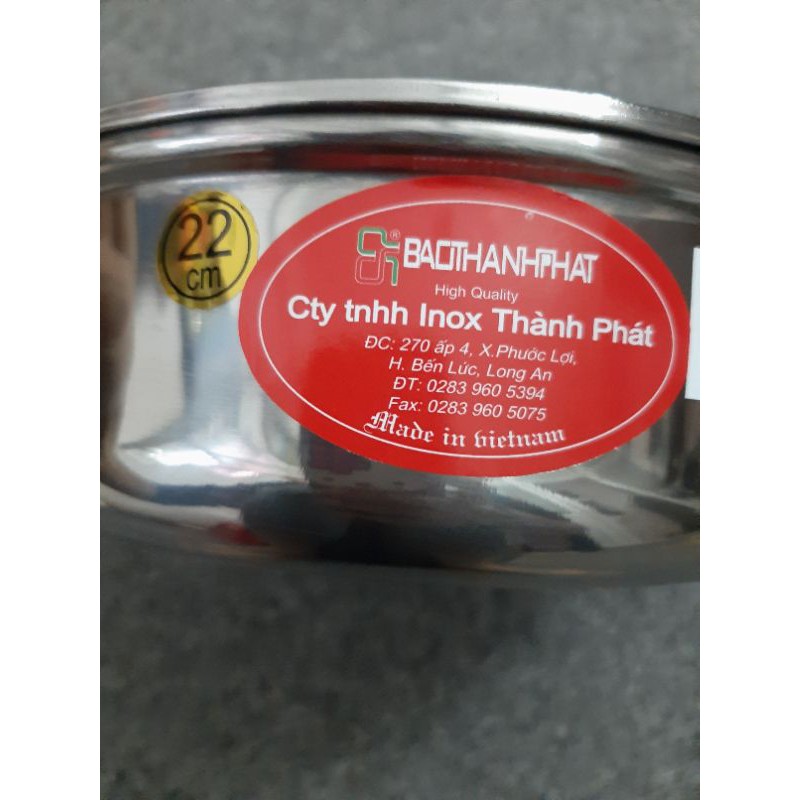 22
cm
BAOTHANHPHAT
High Quality
Cty tnhh Inox Thành Phát
ĐC: 270 ấp 4, X.Phước Lợi,
H. Bến Lúc, Long An
ĐT: 0283 960 5394
Fax: 0283 960 5075
Made in vietnam